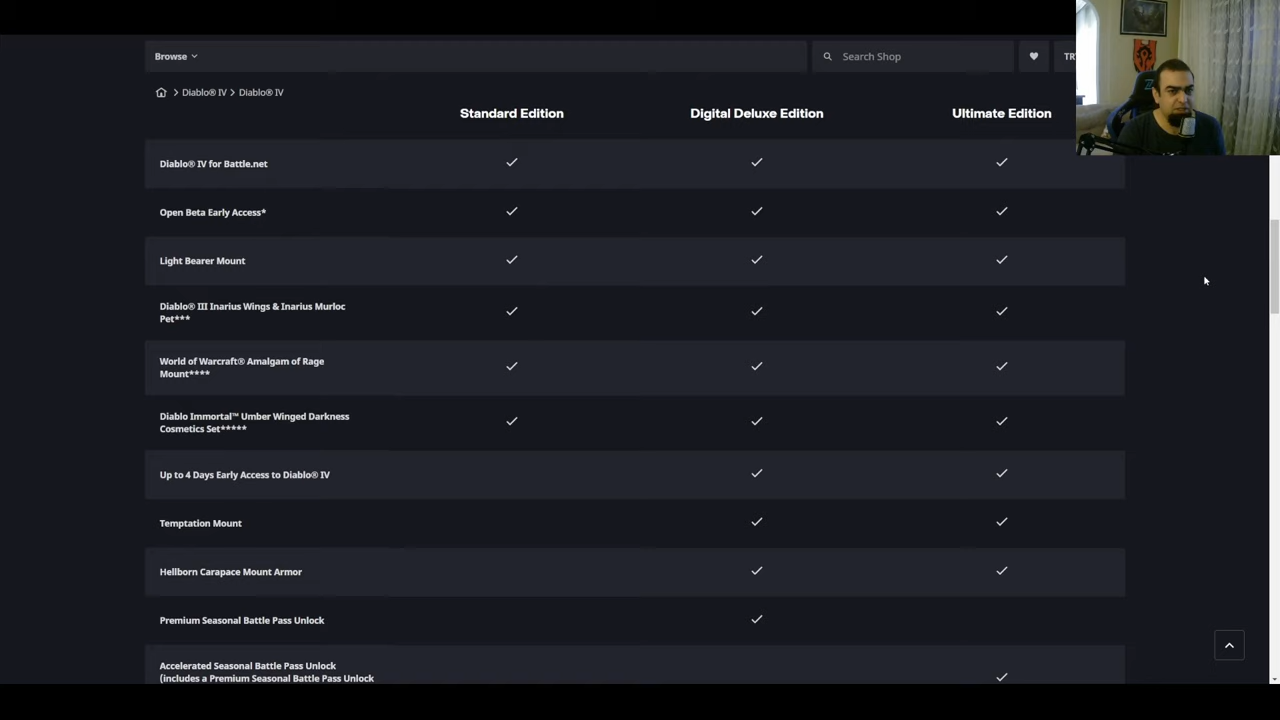 Browse
Search Shop
TR
Diablo® IV
Diablo® IV
Standard Edition
Digital Deluxe Edition
Ultimate Edition
Diablo® IV for Battle.net
Open Beta Early Access*
Light Bearer Mount
Diablo® III Inarius Wings & Inarius Murloc
Pet***
World of Warcraft® Amalgam of Rage
Mount****
Diablo Immortal™ Umber Winged Darkness
Cosmetics Set*****
Up to 4 Days Early Access to Diablo® IV
Temptation Mount
Hellborn Carapace Mount Armor
Premium Seasonal Battle Pass Unlock
Accelerated Seasonal Battle Pass Unlock
(includes a Premium Seasonal Battle Pass Unlock